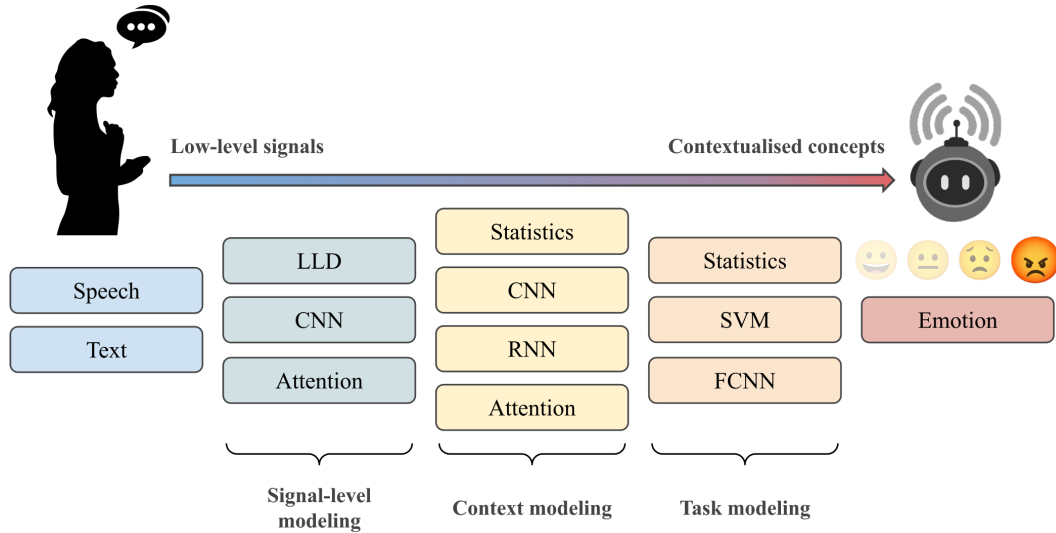 Low-level signals
Contextualised concepts
Speech
Text
LLD
CNN
Attention
Statistics
CNN
RNN
Attention
Statistics
SVM
FCNN
Emotion
Signal-level
modeling
Context modeling
Task modeling